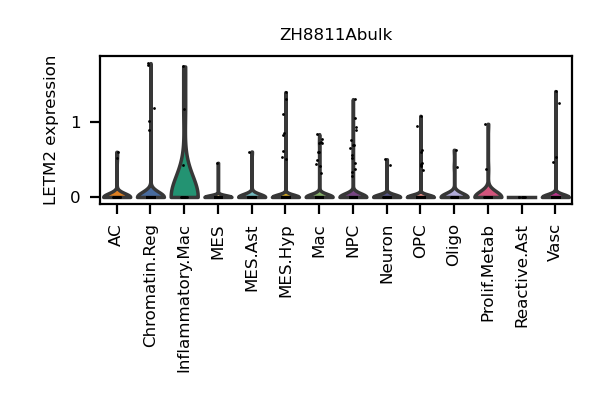 ZH8811Abulk
LETM2 expression
1
0
AC
Chromatin.Reg
Inflammatory.Mac
MES
MES.Ast
MES.Hyp
Mac
NPC
Neuron
OPC
Oligo
Prolif.Metab
Reactive.Ast
Vasc